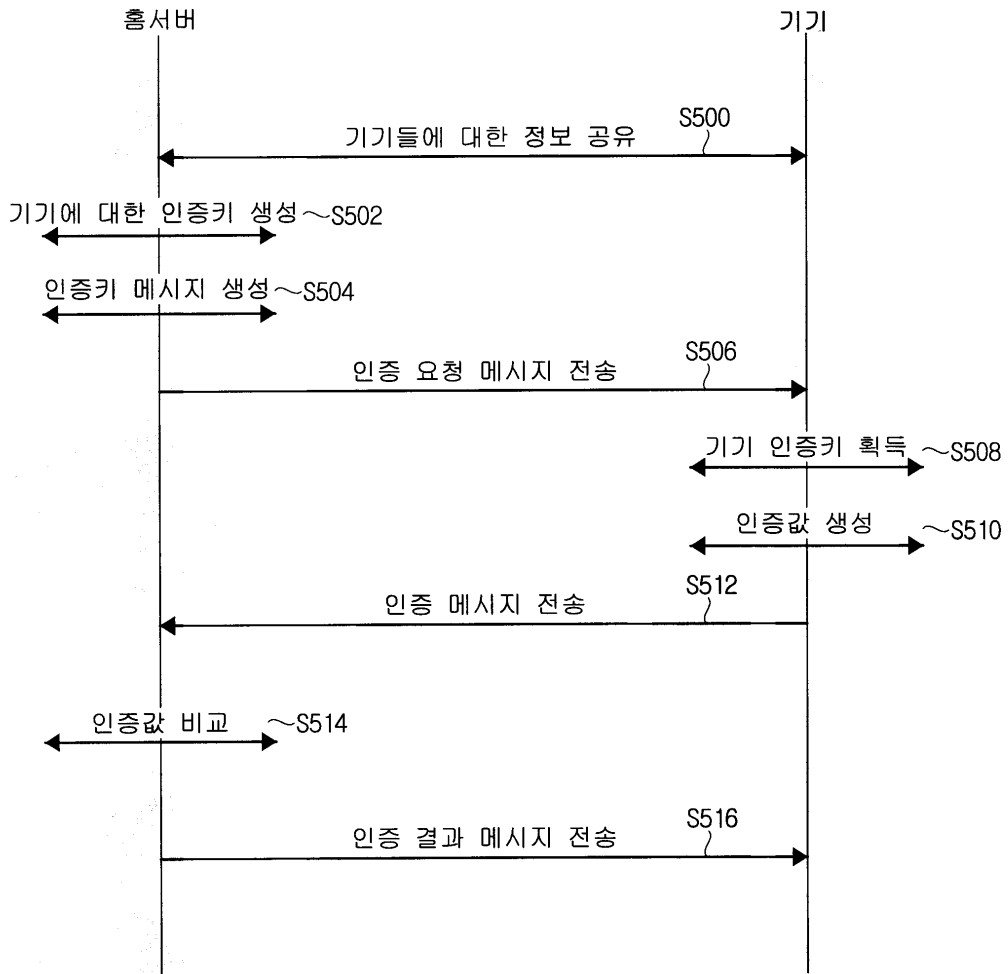 홈서버
기기
S500
기기들에 대한 정보 공유
기기에 대한 인증키 생성 ~S502
인증키 메시지 생성 ~S504
S506
인증 요청 메시지 전송
기기 인증키 획득 ~S508
인증값 생성 ~S510
S512
인증 메시지 전송
인증값 비교 ~S514
S516
인증 결과 메시지 전송